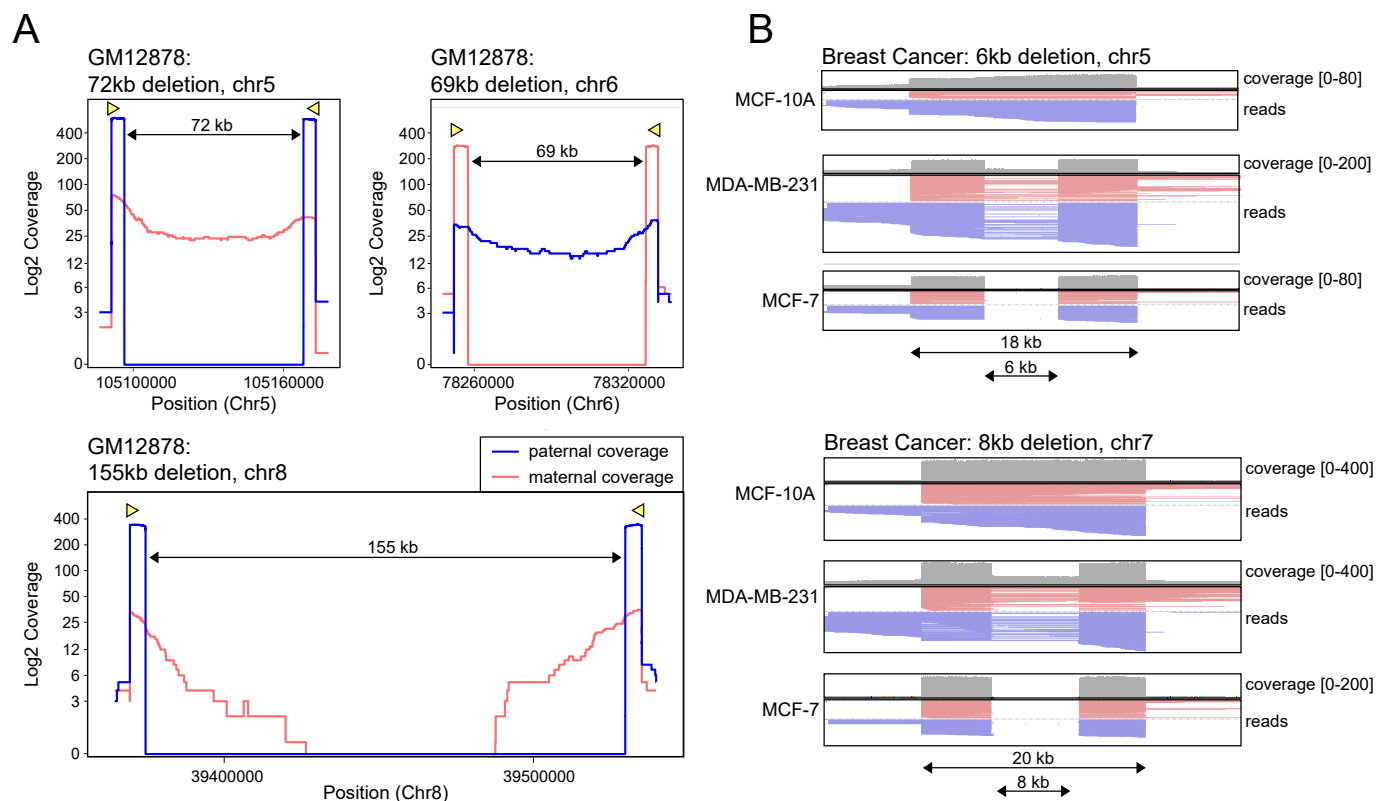 A
GM12878:
72kb deletion, chr5
72 kb
400
200
100
50
25
12
6
3
0
Log2 Coverage
105100000
105160000
Position (Chr5)
GM12878:
69kb deletion, chr6
69 kb
400
200
100
50
25
12
6
3
0
Log2 Coverage
78260000
78320000
Position (Chr6)
GM12878:
155kb deletion, chr8
paternal coverage
maternal coverage
155 kb
400
200
100
50
25
12
6
3
0
Log2 Coverage
39400000
39500000
Position (Chr8)
B
Breast Cancer: 6kb deletion, chr5
MCF-10A
coverage [0-80]
reads
MDA-MB-231
coverage [0-200]
reads
MCF-7
coverage [0-80]
reads
18 kb
6 kb
Breast Cancer: 8kb deletion, chr7
MCF-10A
coverage [0-400]
reads
MDA-MB-231
coverage [0-400]
reads
MCF-7
coverage [0-200]
reads
20 kb
8 kb